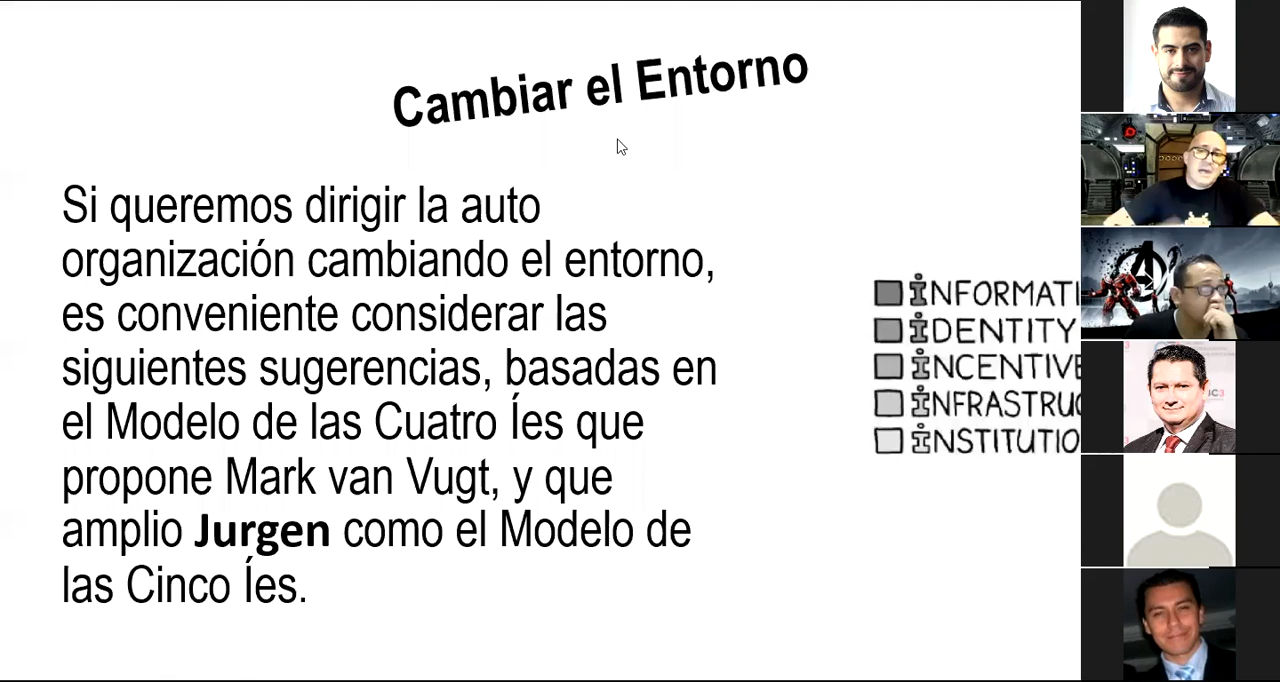 Cambiar el Entorno
Si queremos dirigir la auto
organización cambiando el entorno,
es conveniente considerar las
siguientes sugerencias, basadas en
el Modelo de las Cuatro Íes que
propone Mark van Vugt, y que
amplio Jurgen como el Modelo de
las Cinco Íes.
INFORMATI
IDENTITY
INCENTIVE
INFRASTRUC
INSTITUTIO